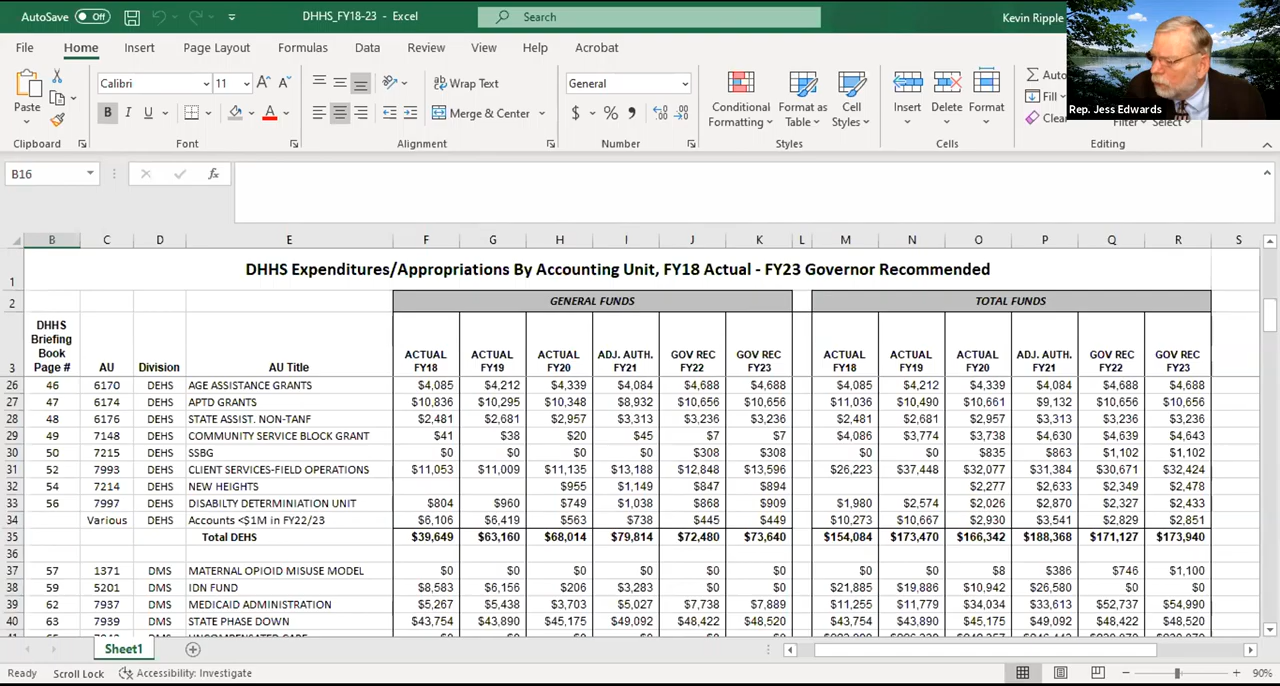 AutoSave Off DHHS_FY18-23 - Excel Search Kevin Ripple
File Home Insert Page Layout Formulas Data Review View Help Acrobat
Rep. Jess Edwards
Paste Calibri 11 Wrap Text General Conditional Formatting Format as Table Cell Styles Insert Delete Format Auto
B I U A Merge & Center $ % Fill
Clear Filter Select
Clipboard Font Alignment Number Styles Cells Editing
B16 fx
B C D E F G H I J K L M N O P Q R S
1 DHHS Expenditures/Appropriations By Accounting Unit, FY18 Actual - FY23 Governor Recommended
2 GENERAL FUNDS TOTAL FUNDS
3 DHHS Briefing Book Page # AU Division AU Title ACTUAL FY18 ACTUAL FY19 ACTUAL FY20 ADJ. AUTH. FY21 GOV REC FY22 GOV REC FY23 ACTUAL FY18 ACTUAL FY19 ACTUAL FY20 ADJ. AUTH. FY21 GOV REC FY22 GOV REC FY23
26 46 6170 DEHS AGE ASSISTANCE GRANTS $4,085 $4,212 $4,339 $4,084 $4,688 $4,688 $4,085 $4,212 $4,339 $4,084 $4,688 $4,688
27 47 6174 DEHS APTD GRANTS $10,836 $10,295 $10,348 $8,932 $10,656 $10,656 $11,036 $10,490 $10,661 $9,132 $10,656 $10,656
28 48 6176 DEHS STATE ASSIST. NON-TANF $2,481 $2,681 $2,957 $3,313 $3,236 $3,236 $2,481 $2,681 $2,957 $3,313 $3,236 $3,236
29 49 7148 DEHS COMMUNITY SERVICE BLOCK GRANT $41 $38 $20 $45 $7 $7 $4,086 $3,774 $3,738 $4,630 $4,639 $4,643
30 50 7215 DEHS SSBG $0 $0 $0 $0 $308 $308 $0 $0 $835 $863 $1,102 $1,102
31 52 7993 DEHS CLIENT SERVICES-FIELD OPERATIONS $11,053 $11,009 $11,135 $13,188 $12,848 $13,596 $26,223 $37,448 $32,077 $31,384 $30,671 $32,424
32 54 7214 DEHS NEW HEIGHTS $955 $1,149 $847 $894 $2,277 $2,633 $2,349 $2,478
33 56 7997 DEHS DISABILTY DETERMINIATION UNIT $804 $960 $749 $1,038 $868 $909 $1,980 $2,574 $2,026 $2,870 $2,327 $2,433
34 Various DEHS Accounts <$1M in FY22/23 $6,106 $6,419 $563 $738 $445 $449 $10,273 $10,667 $2,930 $3,541 $2,829 $2,851
35 Total DEHS $39,649 $63,160 $68,014 $79,814 $72,480 $73,640 $154,084 $173,470 $166,342 $188,368 $171,127 $173,940
36
37 57 1371 DMS MATERNAL OPIOID MISUSE MODEL $0 $0 $0 $0 $0 $0 $8 $386 $746 $1,100
38 59 5201 DMS IDN FUND $8,583 $6,156 $206 $3,283 $0 $0 $21,885 $19,886 $10,942 $26,580 $0 $0
39 62 7937 DMS MEDICAID ADMINISTRATION $5,267 $5,438 $3,703 $5,027 $7,738 $7,889 $11,255 $11,779 $34,034 $33,613 $52,737 $54,990
40 63 7939 DMS STATE PHASE DOWN $43,754 $43,890 $45,175 $49,092 $48,422 $48,520 $43,754 $43,890 $45,175 $49,092 $48,422 $48,520
Sheet1
Ready Scroll Lock Accessibility: Investigate 90%